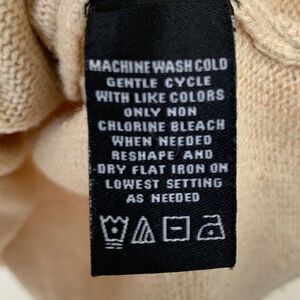 MACHINE WASH COLD
GENTLE CYCLE
WITH LIKE COLORS
ONLY NON
CHLORINE BLEACH
WHEN NEEDED
RESHAPE AND
DRY FLAT IRON ON
LOWEST SETTING
AS NEEDED